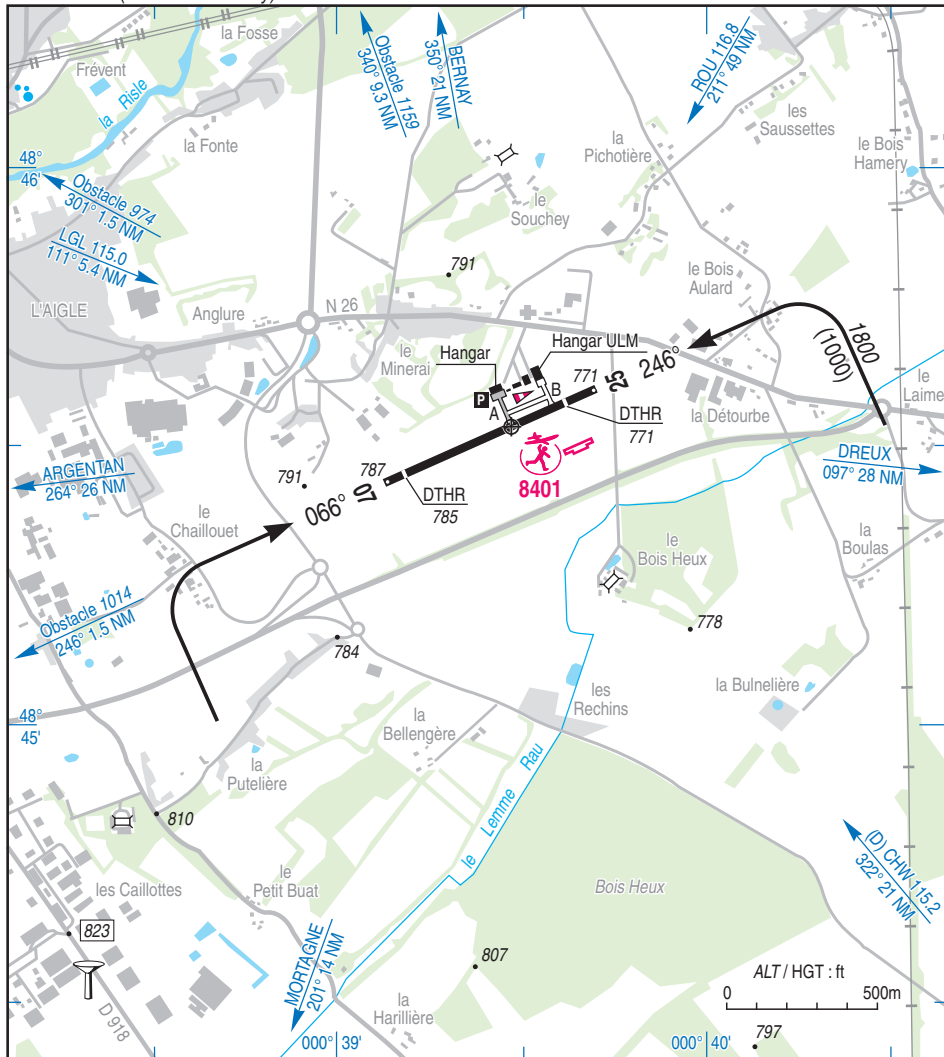 la Fosse
Frévent
la Risle
la Fonte
Obstacle 1159
340° 9.3 NM
BERNAY
350° 21 NM
ROU 116.8
211° 49 NM
les
Saussettes
la
Pichotière
le Bois
Hamery
48°
46'
Obstacle 974
301° 1.5 NM
LGL 115.0
111° 5.4 NM
le
Souchey
791
le Bois
Aulard
L'AIGLE
Anglure
N 26
le
Minerai
Hangar
Hangar ULM
P
A
B
771
25
246°
1800
(1000)
le
Laime
DTHR
771
la Détourbe
8401
ARGENTAN
264° 26 NM
DREUX
097° 28 NM
791
787
066°
07
DTHR
785
le
Chaillouet
le
Bois Heux
la
Boulas
Obstacle 1014
246° 1.5 NM
784
778
la Bulnelière
les
Rechins
la
Bellengère
48°
45'
la
Putelière
le Lemme Rau
810
(D) CHW 115.2
322° 21 NM
les Caillottes
le
Petit Buat
Bois Heux
823
MORTAGNE
201° 14 NM
807
D 918
la
Harillière
ALT / HGT : ft
0
500m
000° 39'
000° 40'
797